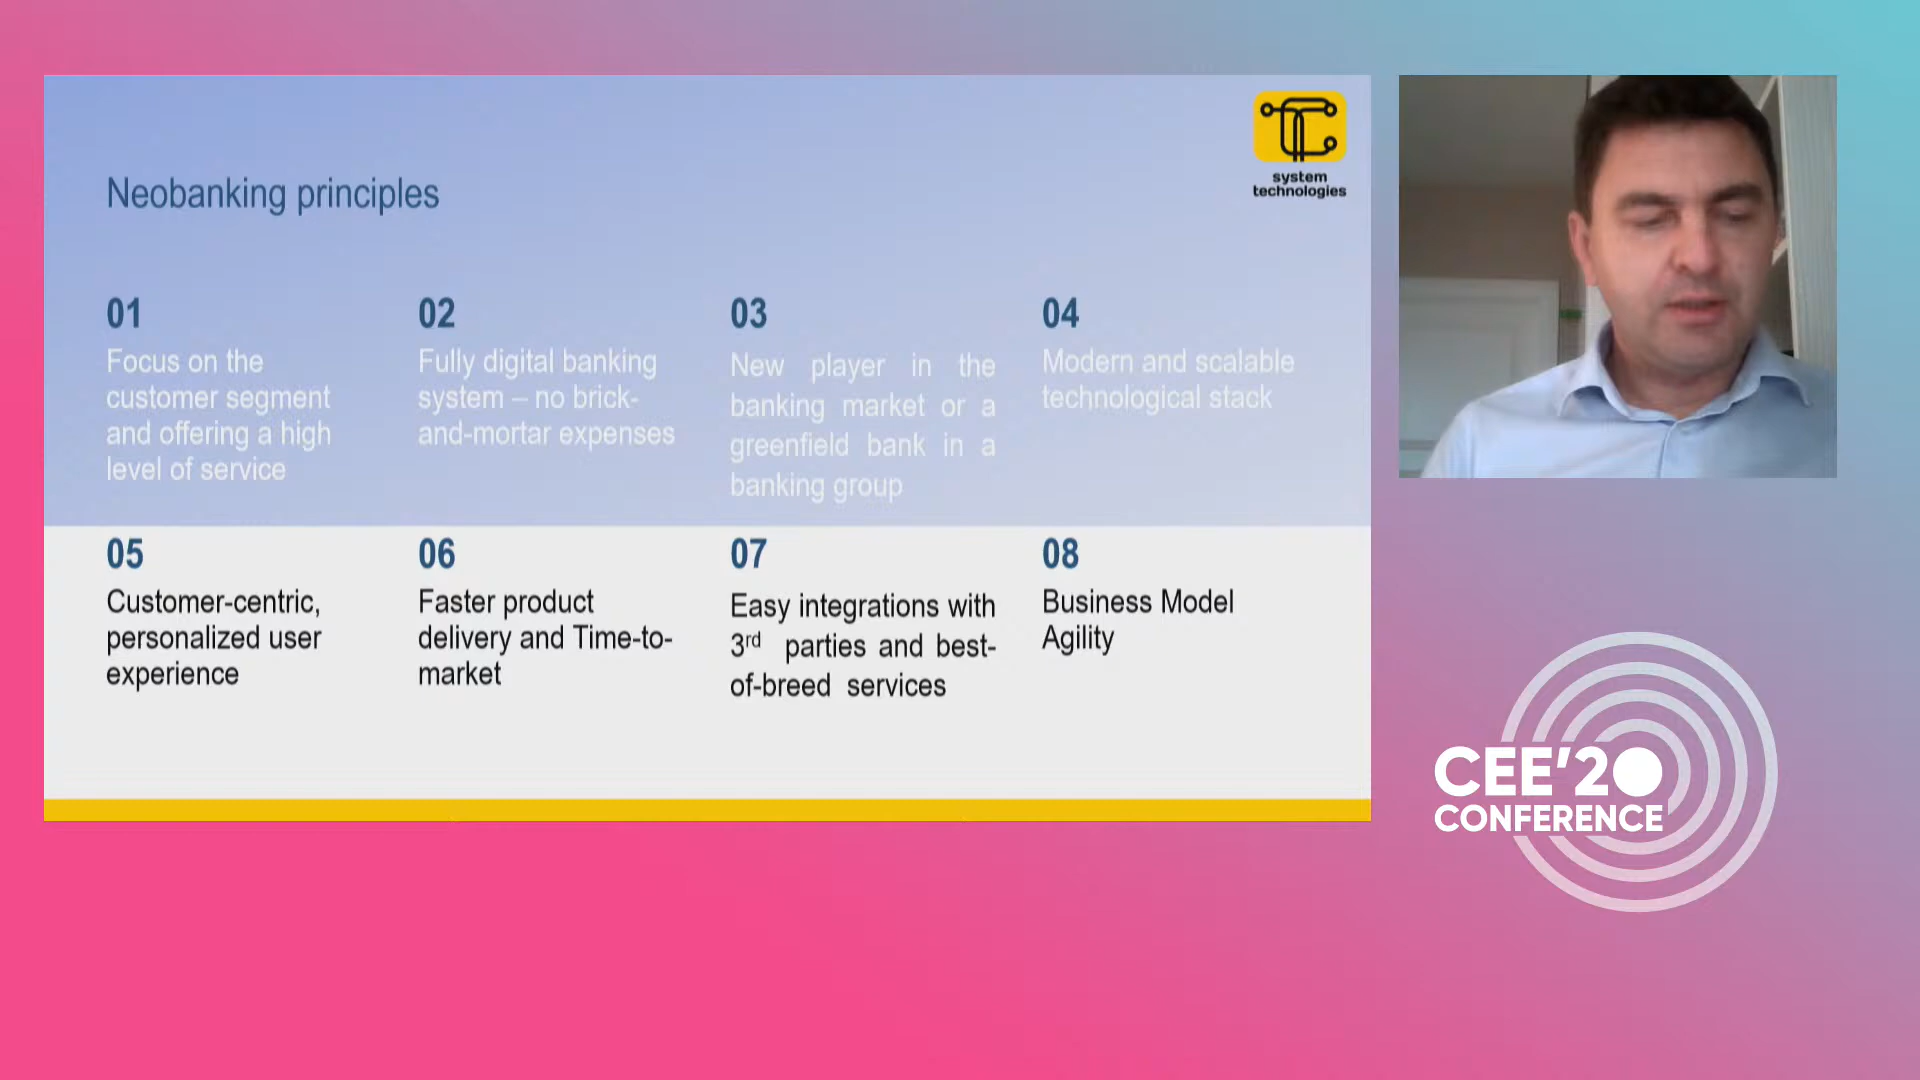 system
technologies
Neobanking principles
01
Focus on the
customer segment
and offering a high
level of service
02
Fully digital banking
system – no brick-
and-mortar expenses
03
New player in the
banking market or a
greenfield bank in a
banking group
04
Modern and scalable
technological stack
05
Customer-centric,
personalized user
experience
06
Faster product
delivery and Time-to-
market
07
Easy integrations with
3rd parties and best-
of-breed services
08
Business Model
Agility
CEE'20
CONFERENCE